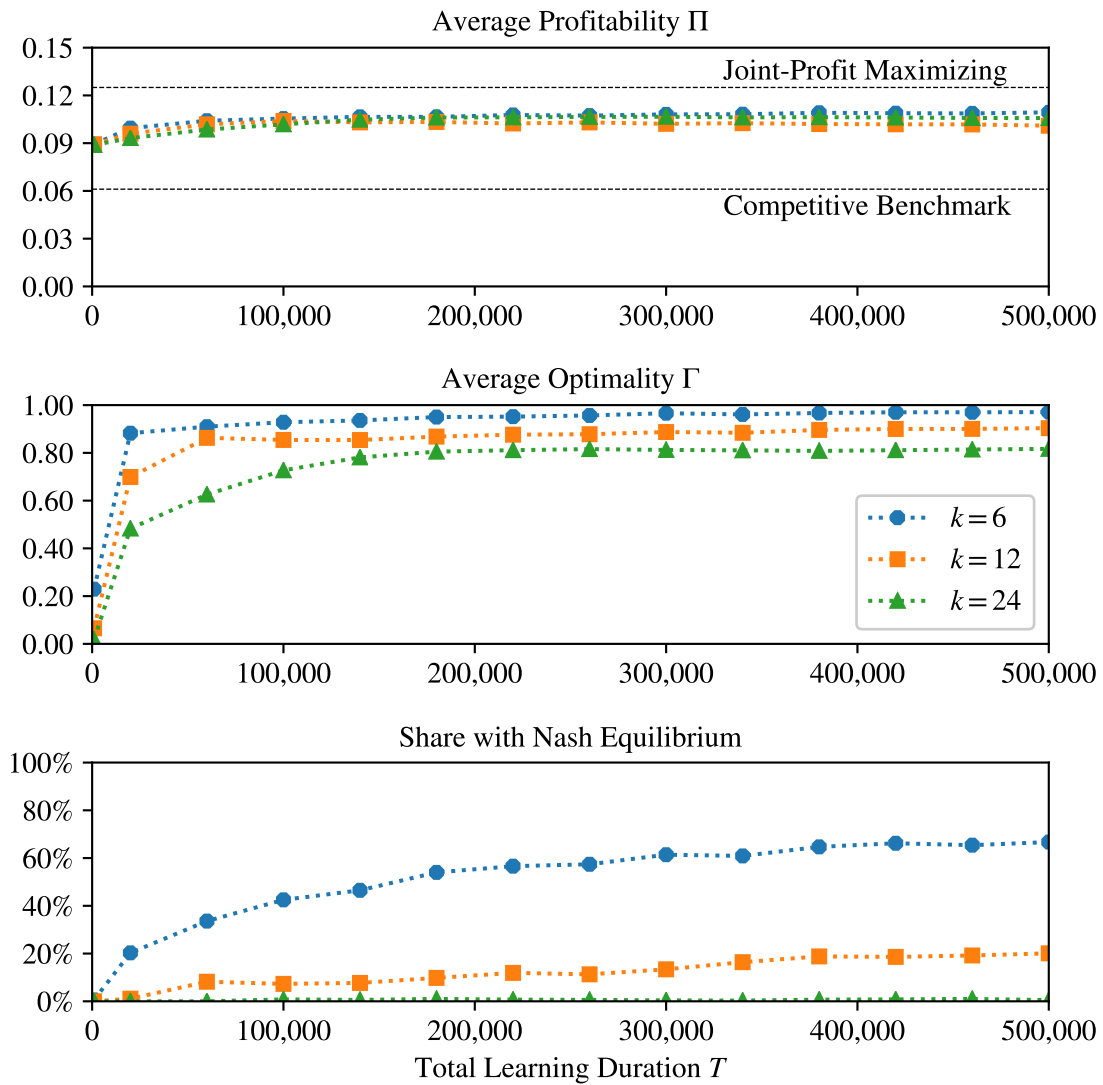 Average Profitability Π
0.15
0.12
0.09
0.06
0.03
0.00
Joint-Profit Maximizing
Competitive Benchmark
0 100,000 200,000 300,000 400,000 500,000
Average Optimality Γ
1.00
0.80
0.60
0.40
0.20
0.00
k = 6
k = 12
k = 24
0 100,000 200,000 300,000 400,000 500,000
Share with Nash Equilibrium
100%
80%
60%
40%
20%
0%
0 100,000 200,000 300,000 400,000 500,000
Total Learning Duration T